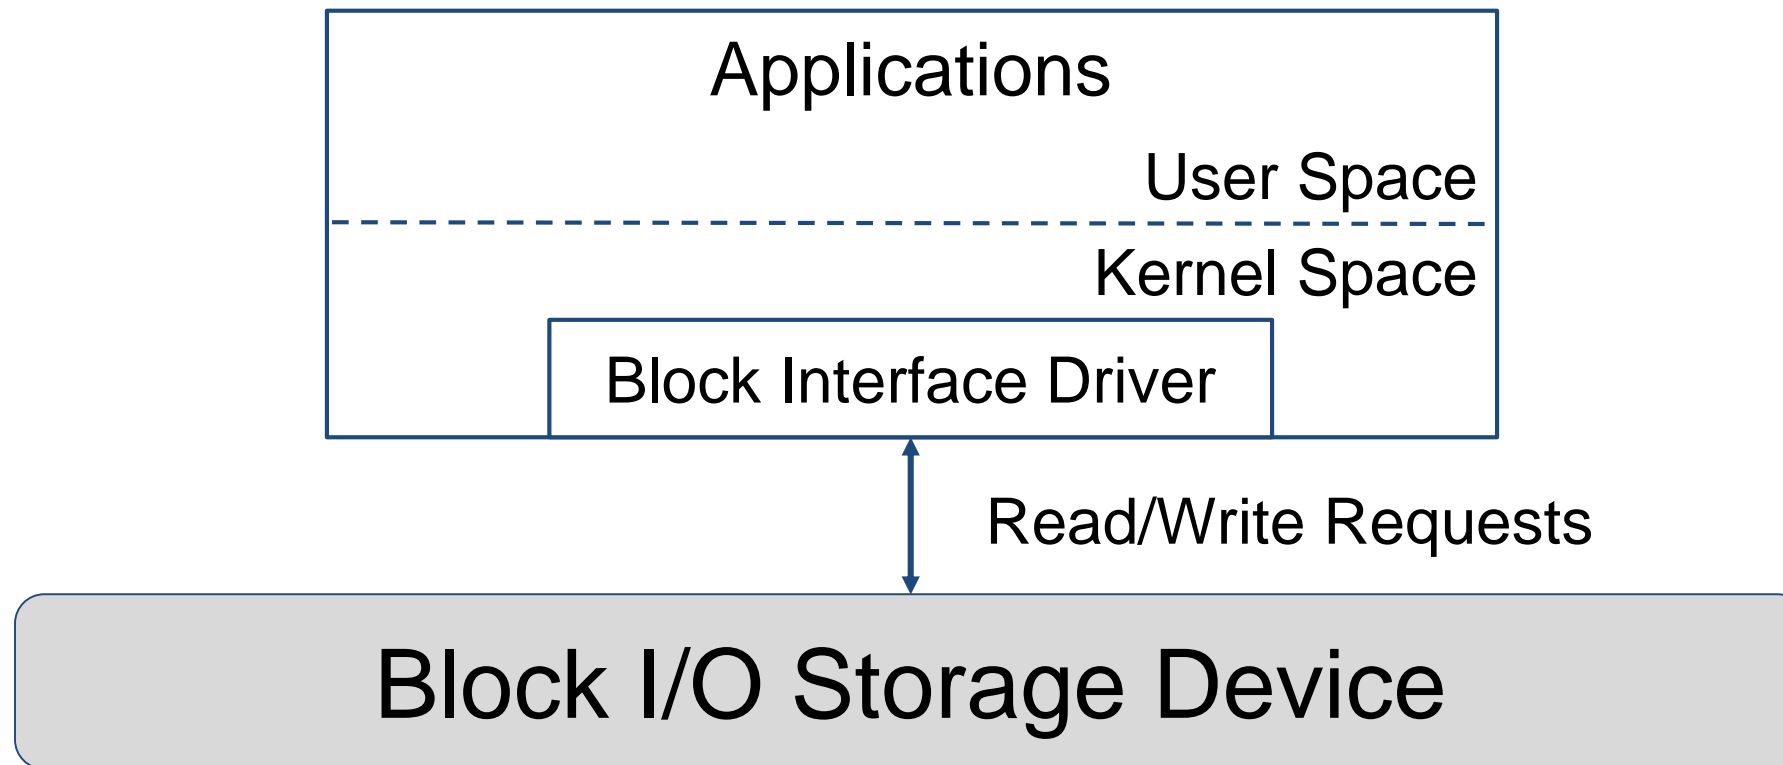 Applications
User Space
Kernel Space
Block Interface Driver
Read/Write Requests
Block I/O Storage Device